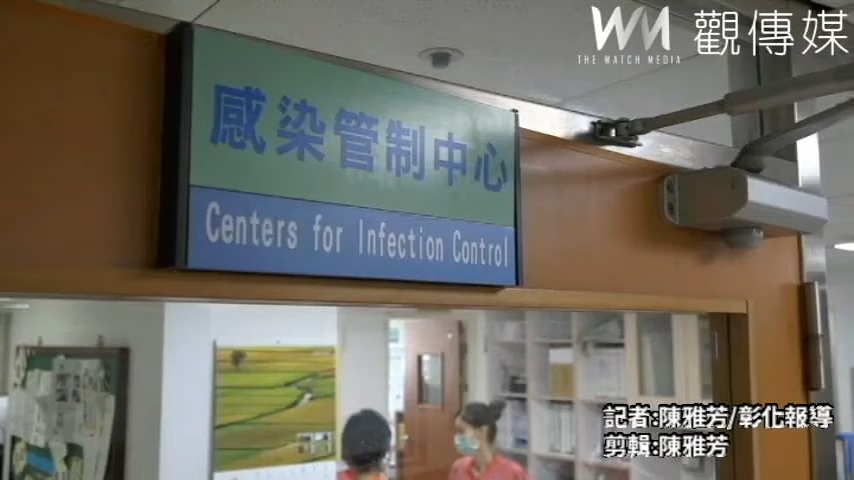 WM 觀傳媒
THE WATCH MEDIA
感染管制中心
Centers for Infection Control
記者:陳雅芳/彰化報導
剪輯:陳雅芳